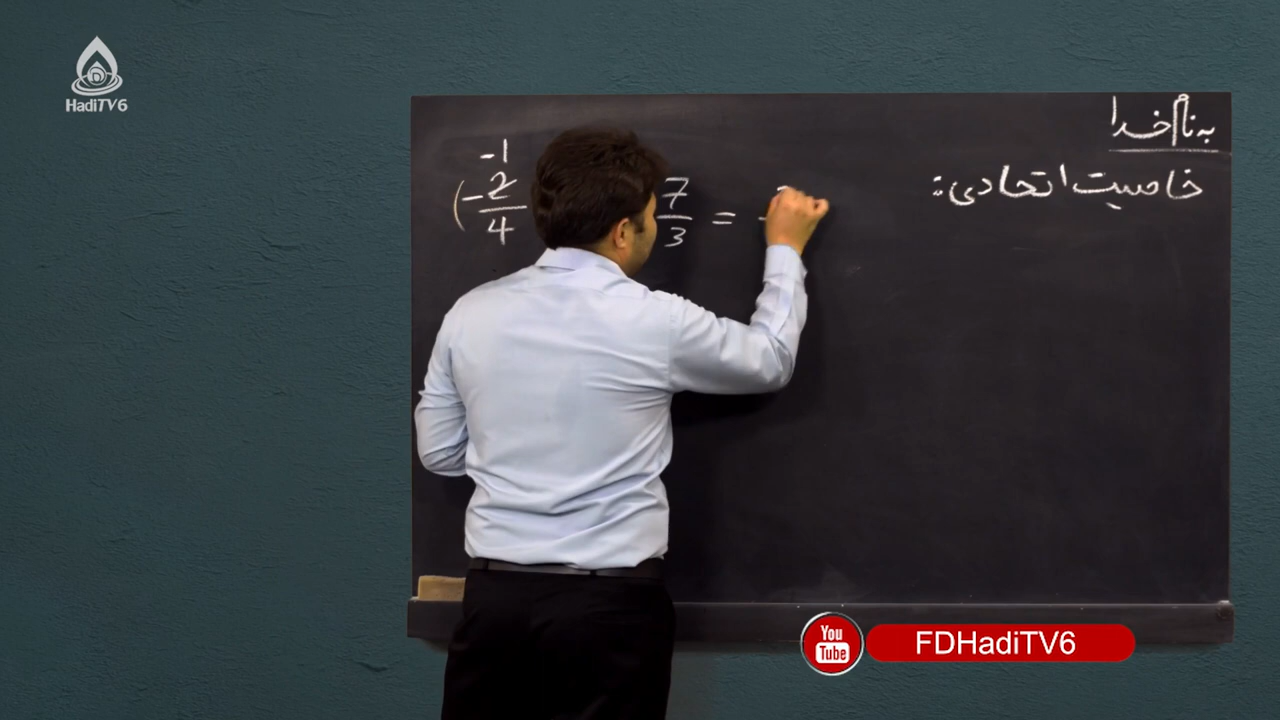 HadiTV6
به نام خدا
خاصیت اتحادی:
-1
(-2/4
7/3 = -
You
Tube
FDHadiTV6